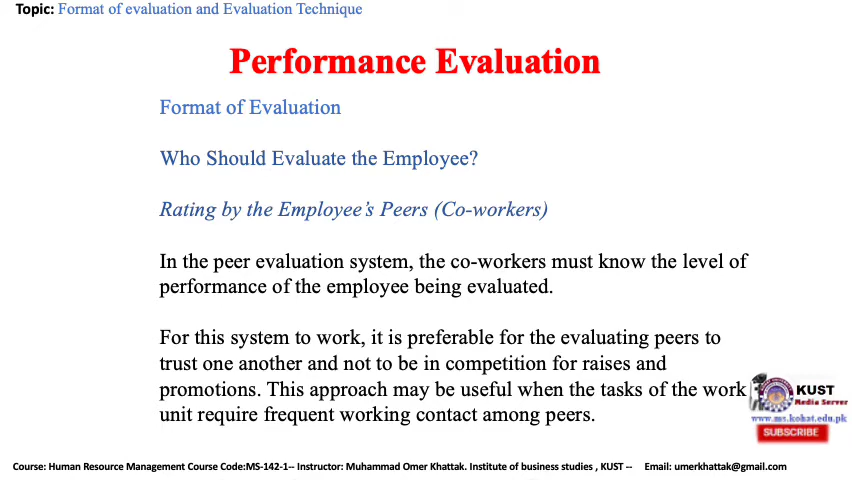 Topic: Format of evaluation and Evaluation Technique
Performance Evaluation
Format of Evaluation
Who Should Evaluate the Employee?
Rating by the Employee’s Peers (Co-workers)
In the peer evaluation system, the co-workers must know the level of
performance of the employee being evaluated.
For this system to work, it is preferable for the evaluating peers to
trust one another and not to be in competition for raises and
promotions. This approach may be useful when the tasks of the work
unit require frequent working contact among peers.
KUST
Media Server
www.ms.kohat.edu.pk
SUBSCRIBE
Course: Human Resource Management Course Code:MS-142-1-- Instructor: Muhammad Omer Khattak. Institute of business studies , KUST -- Email: umerkhattak@gmail.com